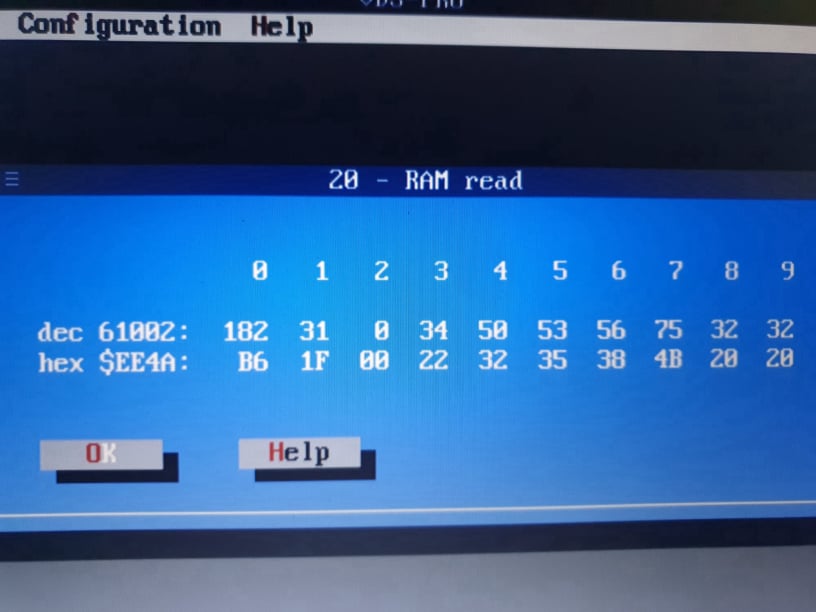 Configuration Help
20 - RAM read
0 1 2 3 4 5 6 7 8 9
dec 61002: 182 31 0 34 50 53 56 75 32 32
hex $EE4A: B6 1F 00 22 32 35 38 4B 20 20
OK Help